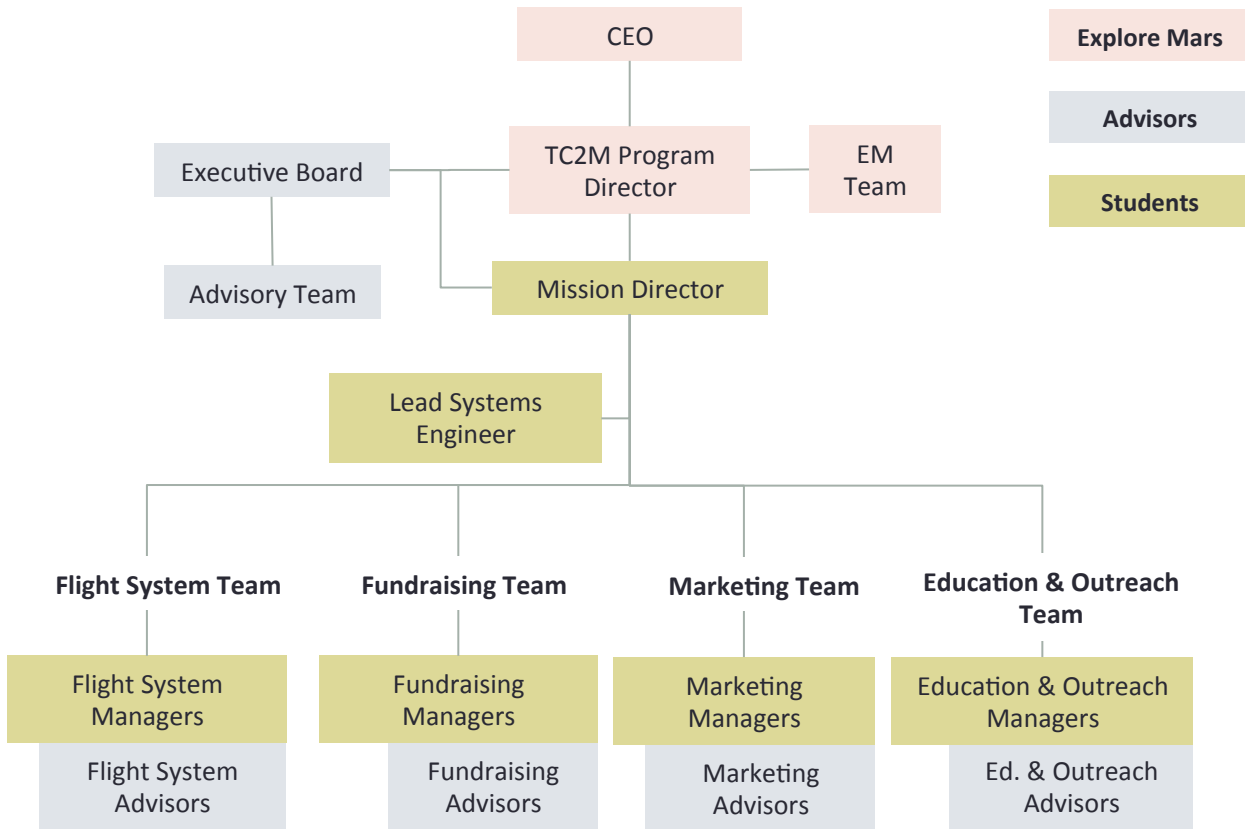 CEO
Explore Mars
Advisors
Students
Executive Board
TC2M Program
Director
EM
Team
Advisory Team
Mission Director
Lead Systems
Engineer
Flight System Team
Fundraising Team
Marketing Team
Education & Outreach
Team
Flight System
Managers
Fundraising
Managers
Marketing
Managers
Education & Outreach
Managers
Flight System
Advisors
Fundraising
Advisors
Marketing
Advisors
Ed. & Outreach
Advisors